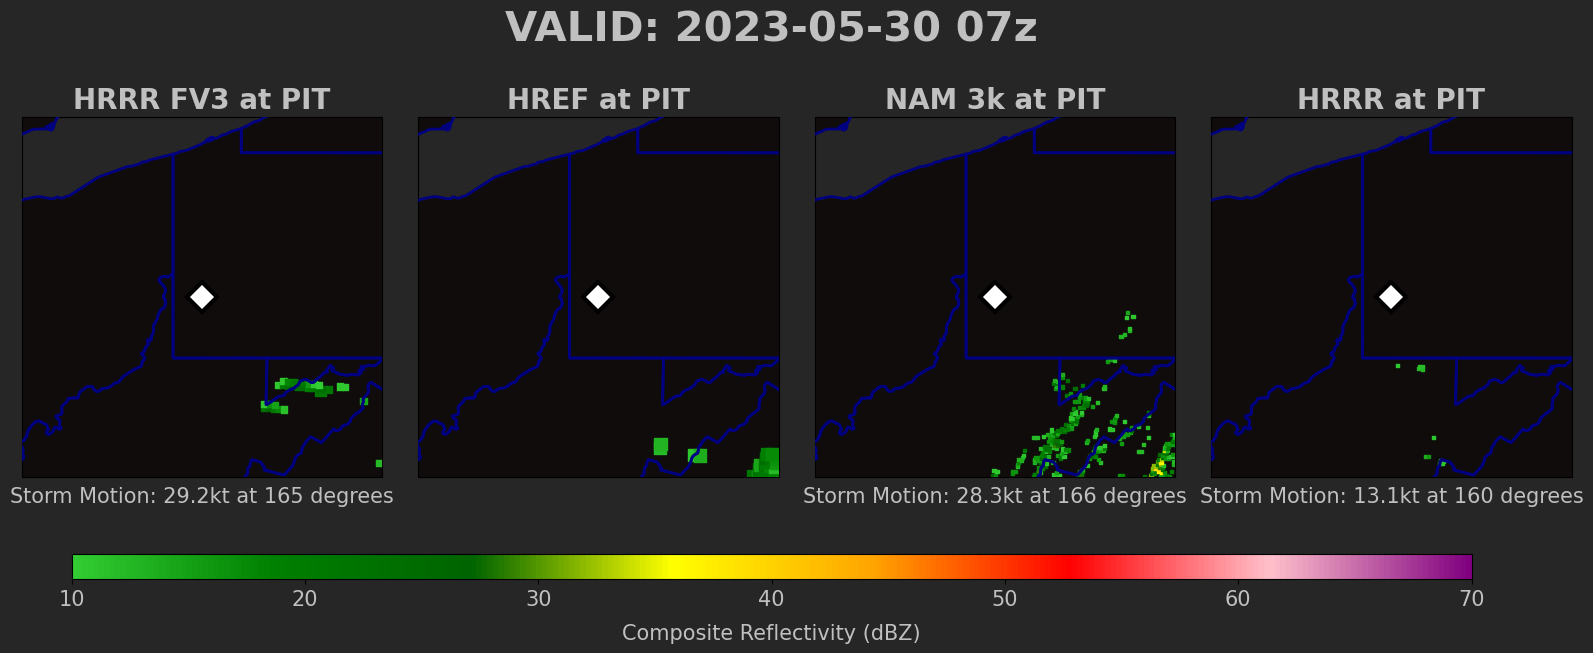 VALID: 2023-05-30 07z
HRRR FV3 at PIT
HREF at PIT
NAM 3k at PIT
HRRR at PIT
Storm Motion: 29.2kt at 165 degrees
Storm Motion: 28.3kt at 166 degrees
Storm Motion: 13.1kt at 160 degrees
10 20 30 40 50 60 70
Composite Reflectivity (dBZ)